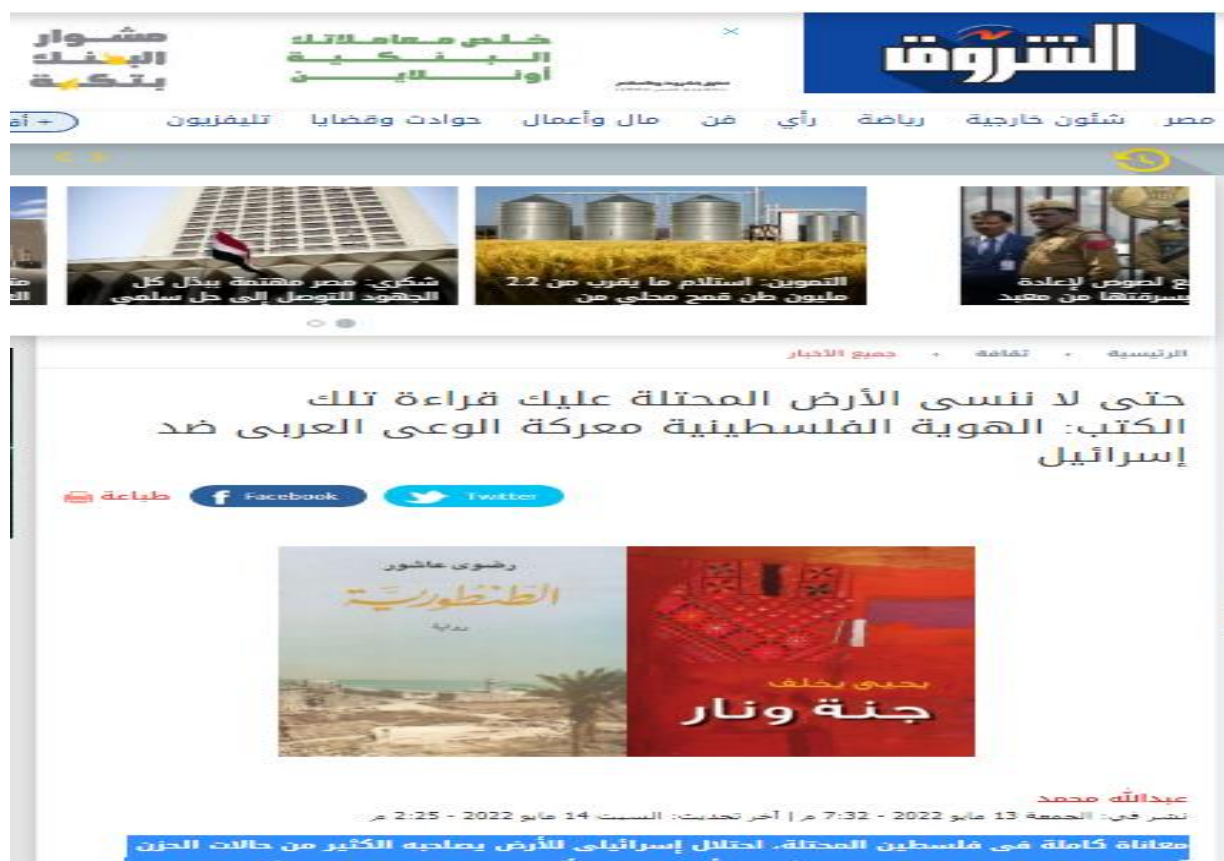 الشروق
خلص معاملاتك
البنكية
أونلاين
مشوار
البنك
بتكة
مصر شئون خارجية رياضة رأي فن مال وأعمال حوادث وقضايا تليفزيون
ع لصوص لإعادة
سرقتها من معبد
التموين: استلام ما يقرب من 2.2
مليون طن قمح محلي من
شكري: مصر مهتمة ببذل كل
الجهود للتوصل إلى حل سلمي
الرئيسية • ثقافة • جميع الأخبار
حتى لا ننسى الأرض المحتلة عليك قراءة تلك
الكتب: الهوية الفلسطينية معركة الوعى العربى ضد
إسرائيل
Twitter Facebook طباعة
رضوى عاشور
الطنطورية
رواية
يحيى يخلف
جنة ونار
عبدالله محمد
نشر في: الجمعة 13 مايو 2022 - 7:32 م | آخر تحديث: السبت 14 مايو 2022 - 2:25 م
معاناة كاملة فى فلسطين المحتلة، احتلال إسرائيلى للأرض يصاحبه الكثير من حالات الحزن